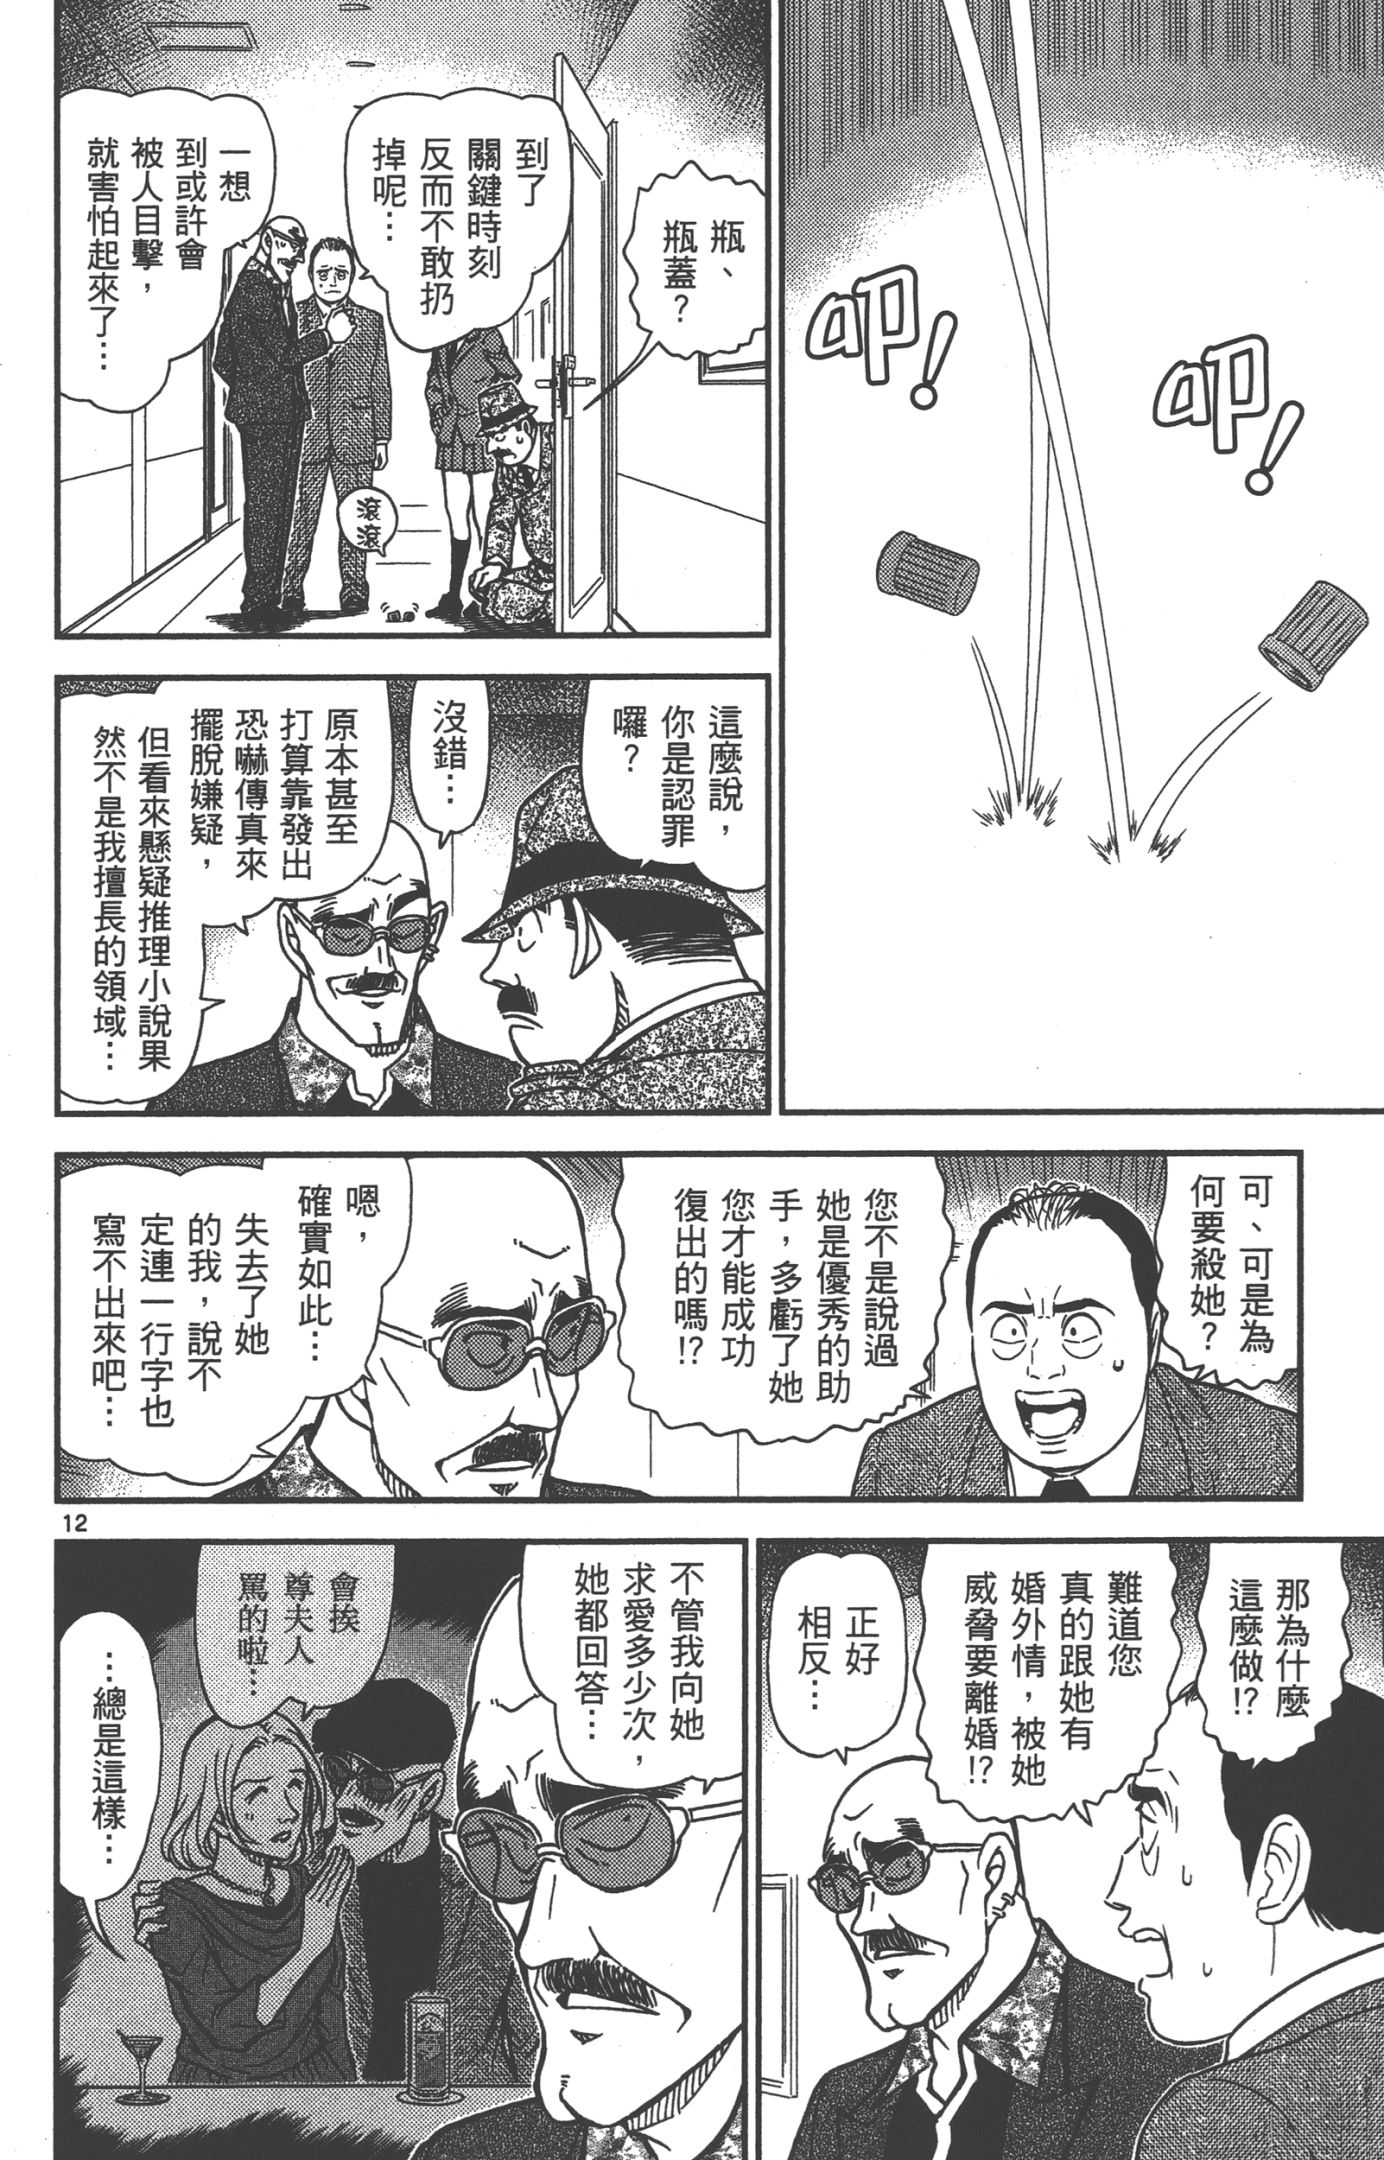 叩!
叩!
瓶、
瓶蓋?
到了
關鍵時刻
反而不敢扔
掉呢…
一想
到或許會
被人目擊,
就害怕起來了…
滾
滾
這麼說,
你是認罪
囉?
沒錯…
原本甚至
打算靠發出
恐嚇傳真來
擺脫嫌疑,
但看來懸疑推理小說果
然不是我擅長的領域…
可、可是為
何要殺她?
您不是說過
她是優秀的助
手,多虧了她
您才能成功
復出的嗎!?
嗯,
確實如此…
失去了她
的我,說不
定連一行字也
寫不出來吧…
12
那為什麼
這麼做!?
難道您
真的跟她有
婚外情,被她
威脅要離婚!?
正好
相反…
不管我向她
求愛多少次,
她都回答…
會挨
尊夫人
罵的啦…
…總是這樣…